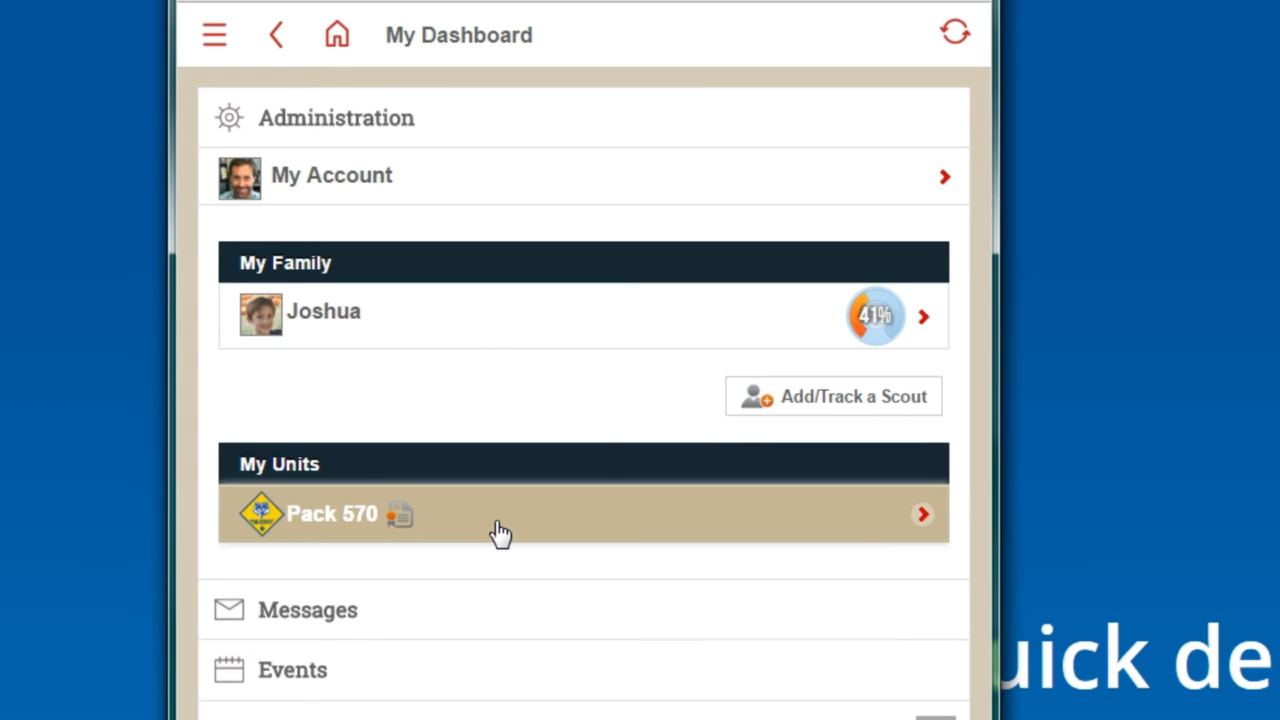 My Dashboard
Administration
My Account
My Family
Joshua
41%
Add/Track a Scout
My Units
Pack 570
Messages
Events
uick de